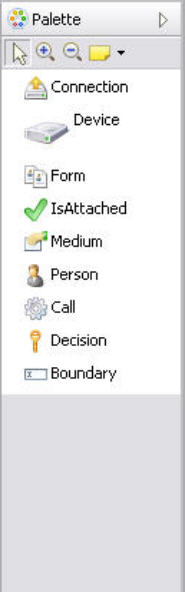 Palette
Connection
Device
Form
IsAttached
Medium
Person
Call
Decision
Boundary